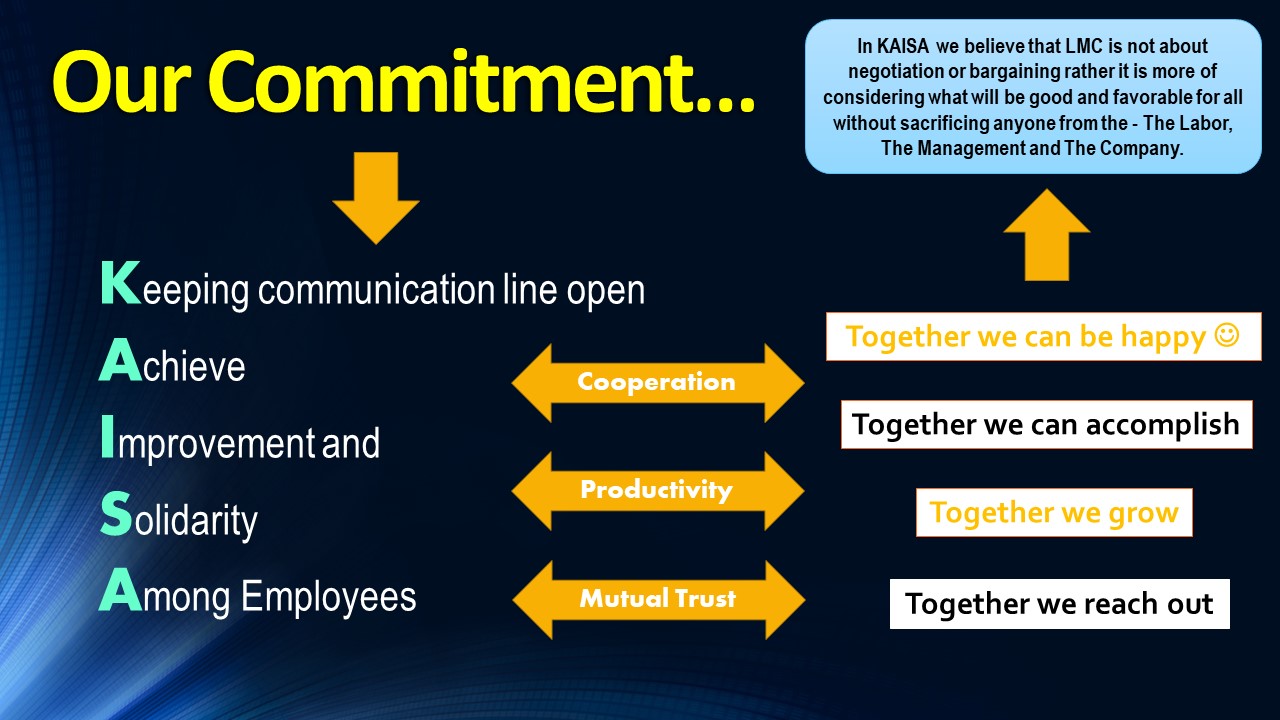 Our Commitment...
In KAISA we believe that LMC is not about
negotiation or bargaining rather it is more of
considering what will be good and favorable for all
without sacrificing anyone from the - The Labor,
The Management and The Company.
Keeping communication line open
Achieve
Improvement and
Solidarity
Among Employees
Cooperation
Productivity
Mutual Trust
Together we can be happy ☺
Together we can accomplish
Together we grow
Together we reach out